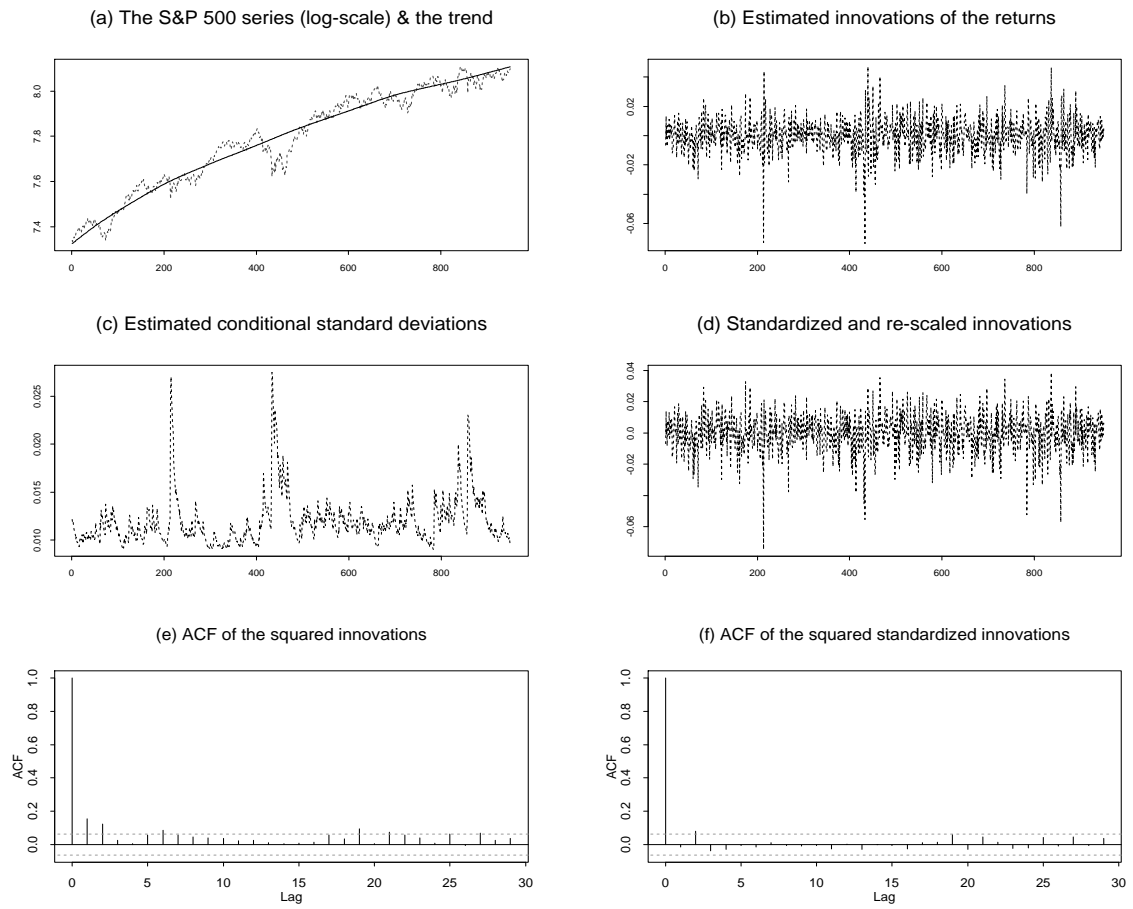 (a) The S&P 500 series (log-scale) & the trend
7.4 7.6 7.8 8.0
0 200 400 600 800
(b) Estimated innovations of the returns
-0.06 -0.02 0.02
0 200 400 600 800
(c) Estimated conditional standard deviations
0.010 0.015 0.020 0.025
0 200 400 600 800
(d) Standardized and re-scaled innovations
-0.06 -0.02 0.0 0.02 0.04
0 200 400 600 800
(e) ACF of the squared innovations
ACF
0.0 0.2 0.4 0.6 0.8 1.0
0 5 10 15 20 25 30
Lag
(f) ACF of the squared standardized innovations
ACF
0.0 0.2 0.4 0.6 0.8 1.0
0 5 10 15 20 25 30
Lag